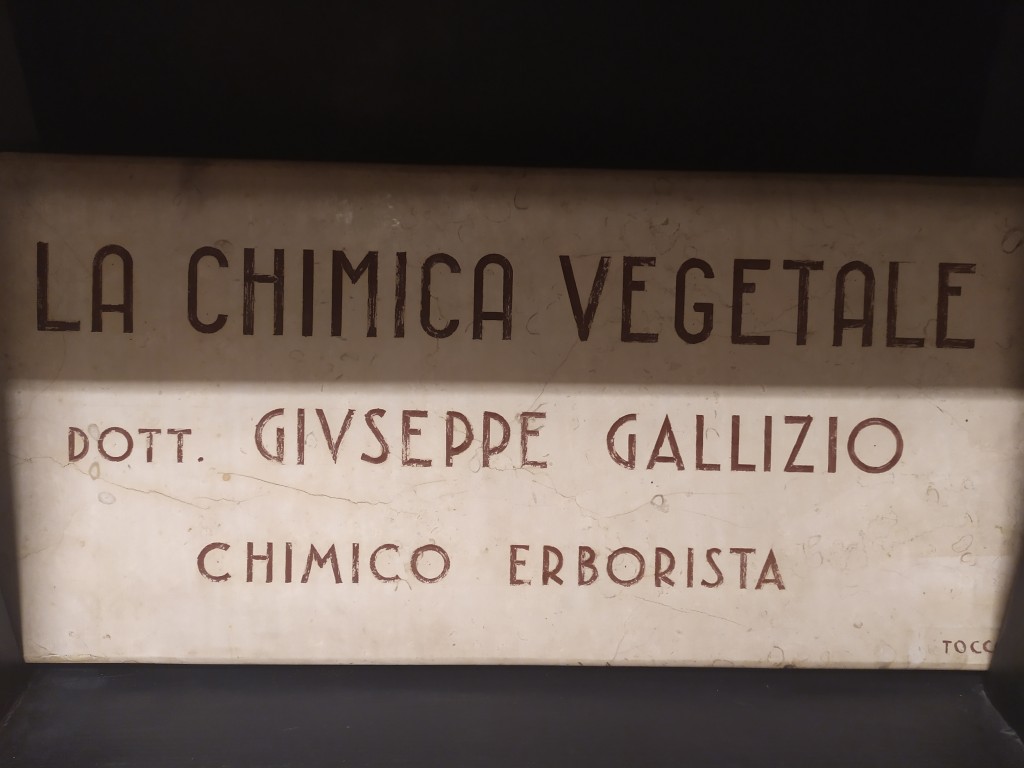 LA CHIMICA VEGETALE
DOTT. GIVSEPPE GALLIZIO
CHIMICO ERBORISTA